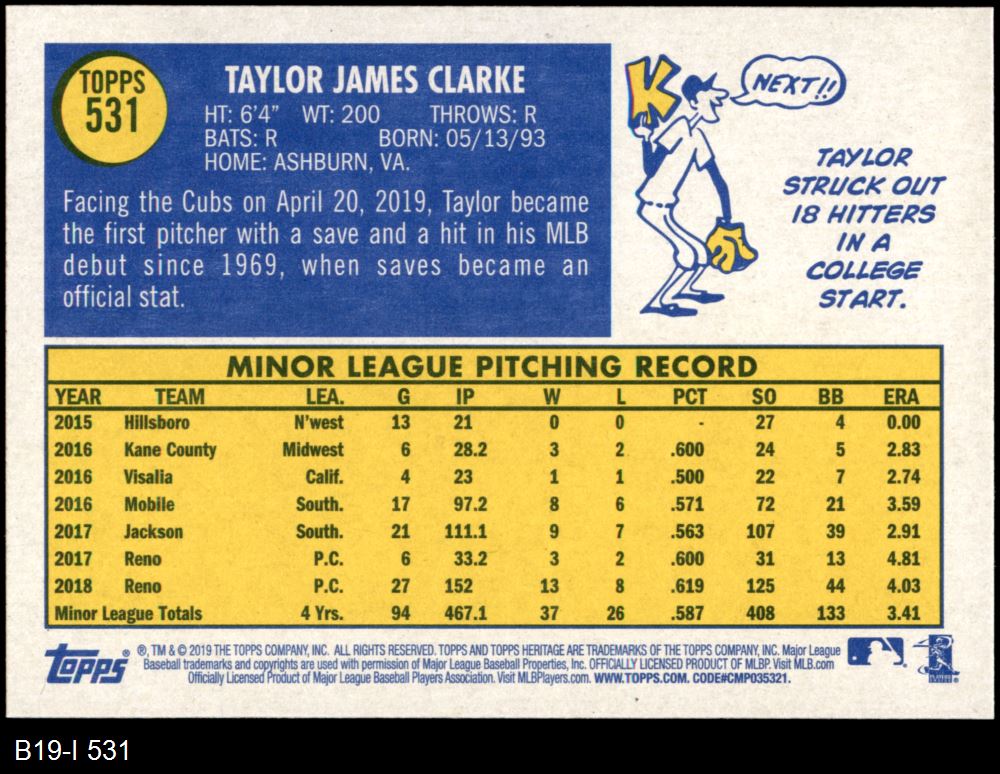 TOPPS
531
TAYLOR JAMES CLARKE
HT: 6'4" WT: 200 THROWS: R
BATS: R BORN: 05/13/93
HOME: ASHBURN, VA.
Facing the Cubs on April 20, 2019, Taylor became
the first pitcher with a save and a hit in his MLB
debut since 1969, when saves became an
official stat.
K
NEXT!!
TAYLOR
STRUCK OUT
18 HITTERS
IN A
COLLEGE
START.
MINOR LEAGUE PITCHING RECORD
YEAR TEAM LEA. G IP W L PCT SO BB ERA
2015 Hillsboro N'west 13 21 0 0 - 27 4 0.00
2016 Kane County Midwest 6 28.2 3 2 .600 24 5 2.83
2016 Visalia Calif. 4 23 1 1 .500 22 7 2.74
2016 Mobile South. 17 97.2 8 6 .571 72 21 3.59
2017 Jackson South. 21 111.1 9 7 .563 107 39 2.91
2017 Reno P.C. 6 33.2 3 2 .600 31 13 4.81
2018 Reno P.C. 27 152 13 8 .619 125 44 4.03
Minor League Totals 4 Yrs. 94 467.1 37 26 .587 408 133 3.41
Topps® ®, TM & © 2019 THE TOPPS COMPANY, INC. ALL RIGHTS RESERVED. TOPPS AND TOPPS HERITAGE ARE TRADEMARKS OF THE TOPPS COMPANY, INC. Major League
Baseball trademarks and copyrights are used with permission of Major League Baseball Properties, Inc. OFFICIALLY LICENSED PRODUCT OF MLBP. Visit MLB.com
Officially Licensed Product of Major League Baseball Players Association. Visit MLBPlayers.com. WWW.TOPPS.COM. CODE#CMP035321.
B19-I 531